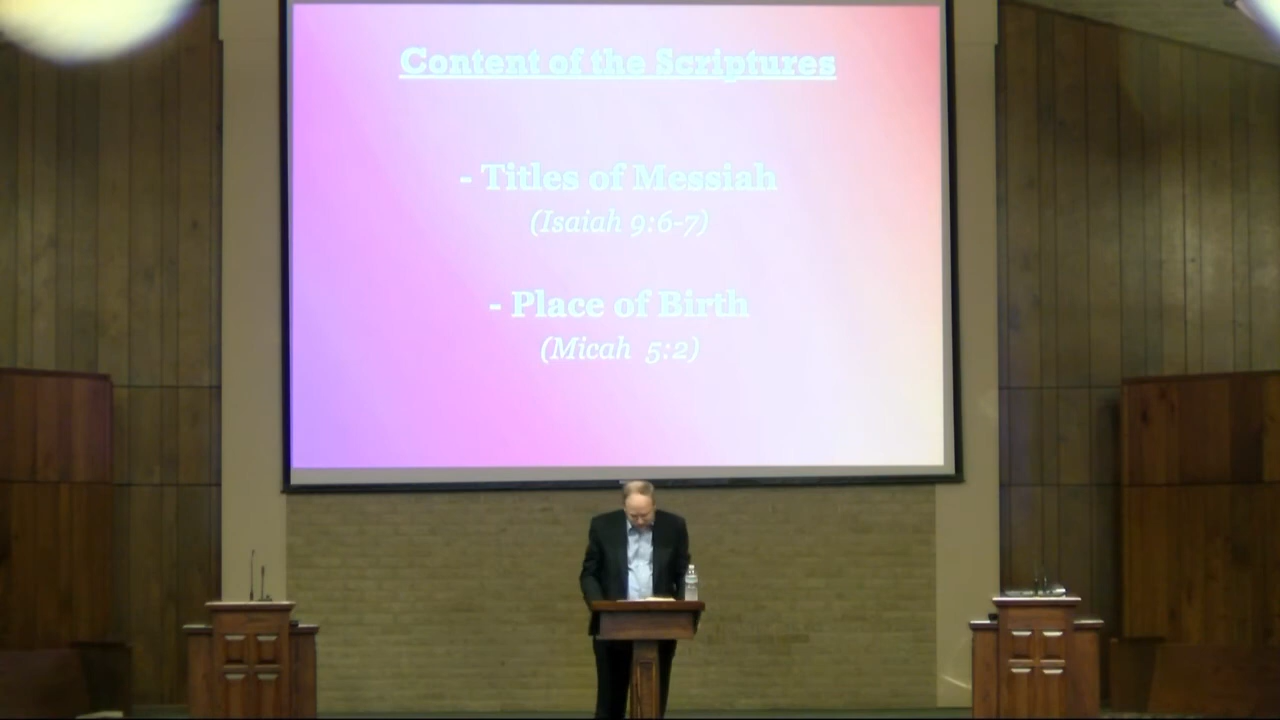 Content of the Scriptures
- Titles of Messiah
(Isaiah 9:6-7)
- Place of Birth
(Micah 5:2)